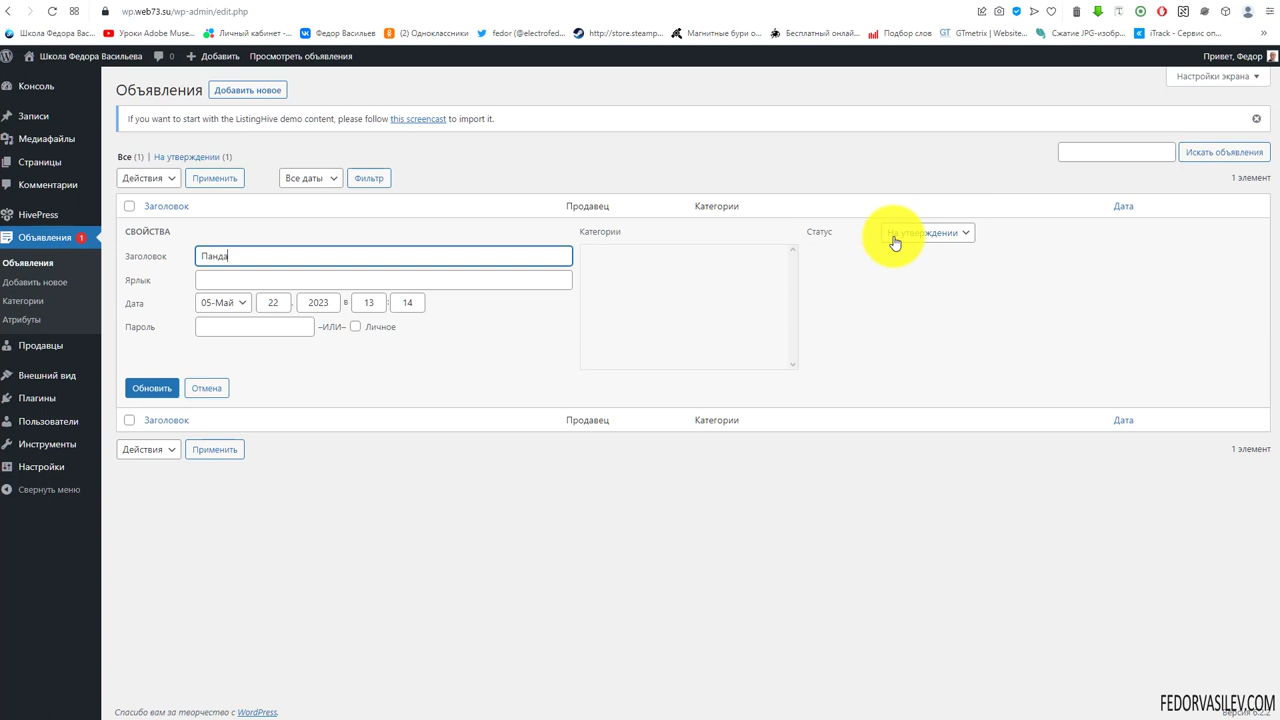 wp.web73.su/wp-admin/edit.php
Школа Федора Вас... Уроки Adobe Muse... Личный кабинет -... Федор Васильев (2) Одноклассники fedor (@electrofed... http://store.steamp... Магнитные бури о... Бесплатный онлай... Подбор слов GTmetrix | Website... Сжатие JPG-изобр... iTrack - Сервис оп...
Школа Федора Васильева 0 Добавить Просмотреть объявления Привет, Федор
Консоль
Записи
Медиафайлы
Страницы
Комментарии
HivePress
Объявления 1
Объявления
Добавить новое
Категории
Атрибуты
Продавцы
Внешний вид
Плагины
Пользователи
Инструменты
Настройки
Свернуть меню
Настройки экрана
Объявления Добавить новое
If you want to start with the ListingHive demo content, please follow this screencast to import it.
Все (1) | На утверждении (1)
Искать объявления
Действия Применить Все даты Фильтр 1 элемент
Заголовок Продавец Категории Дата
СВОЙСТВА Категории Статус На утверждении
Заголовок Панда
Ярлык
Дата 05-Май 22, 2023 в 13 : 14
Пароль –ИЛИ– Личное
Обновить Отмена
Заголовок Продавец Категории Дата
Действия Применить 1 элемент
FEDORVASILEV.COM
Спасибо вам за творчество с WordPress. Версия 6.2.2